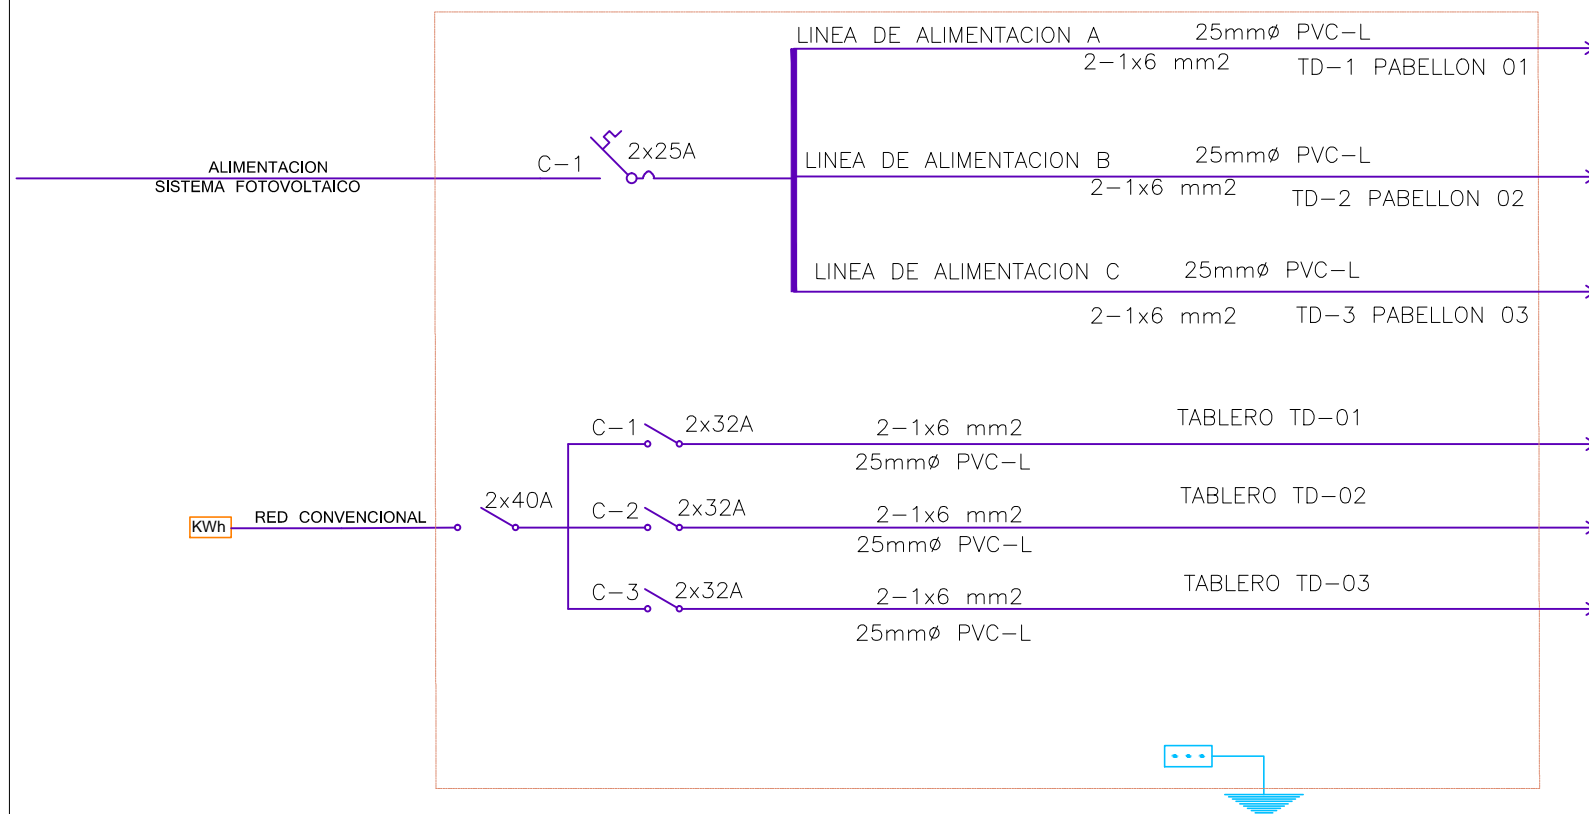 LINEA DE ALIMENTACION A 25mmø PVC-L
2-1x6 mm2 TD-1 PABELLON 01
ALIMENTACION
SISTEMA FOTOVOLTAICO
C-1 2x25A
LINEA DE ALIMENTACION B 25mmø PVC-L
2-1x6 mm2 TD-2 PABELLON 02
LINEA DE ALIMENTACION C 25mmø PVC-L
2-1x6 mm2 TD-3 PABELLON 03
C-1 2x32A 2-1x6 mm2 TABLERO TD-01
25mmø PVC-L
KWh RED CONVENCIONAL 2x40A
C-2 2x32A 2-1x6 mm2 TABLERO TD-02
25mmø PVC-L
C-3 2x32A 2-1x6 mm2 TABLERO TD-03
25mmø PVC-L